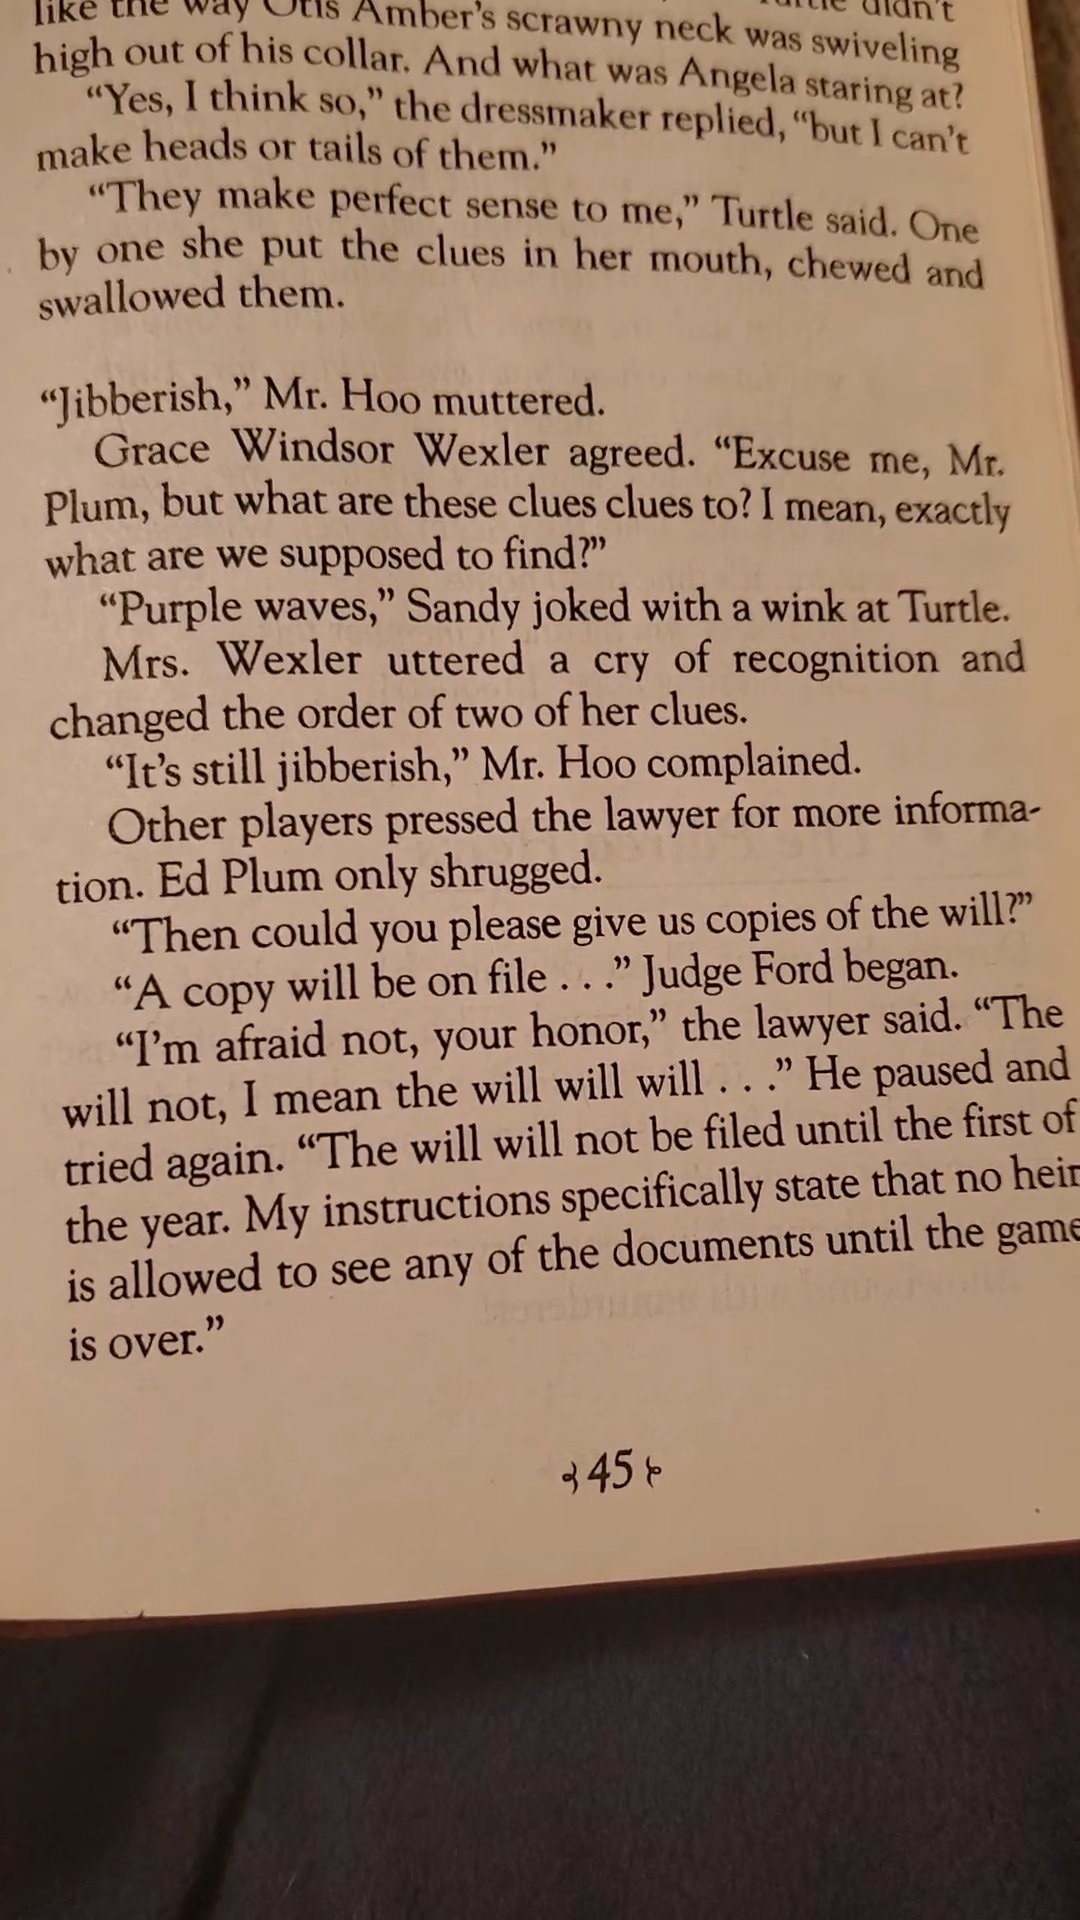 like the way Otis Amber's scrawny neck was swiveling
high out of his collar. And what was Angela staring at?
“Yes, I think so,” the dressmaker replied, “but I can't
make heads or tails of them.”
“They make perfect sense to me,” Turtle said. One
by one she put the clues in her mouth, chewed and
swallowed them.
“Jibberish,” Mr. Hoo muttered.
Grace Windsor Wexler agreed. “Excuse me, Mr.
Plum, but what are these clues clues to? I mean, exactly
what are we supposed to find?”
“Purple waves,” Sandy joked with a wink at Turtle.
Mrs. Wexler uttered a cry of recognition and
changed the order of two of her clues.
“It's still jibberish,” Mr. Hoo complained.
Other players pressed the lawyer for more informa-
tion. Ed Plum only shrugged.
“Then could you please give us copies of the will?”
“A copy will be on file . . .” Judge Ford began.
“I'm afraid not, your honor,” the lawyer said. “The
will not, I mean the will will will . . .” He paused and
tried again. “The will will not be filed until the first of
the year. My instructions specifically state that no heir
is allowed to see any of the documents until the game
is over.”
45